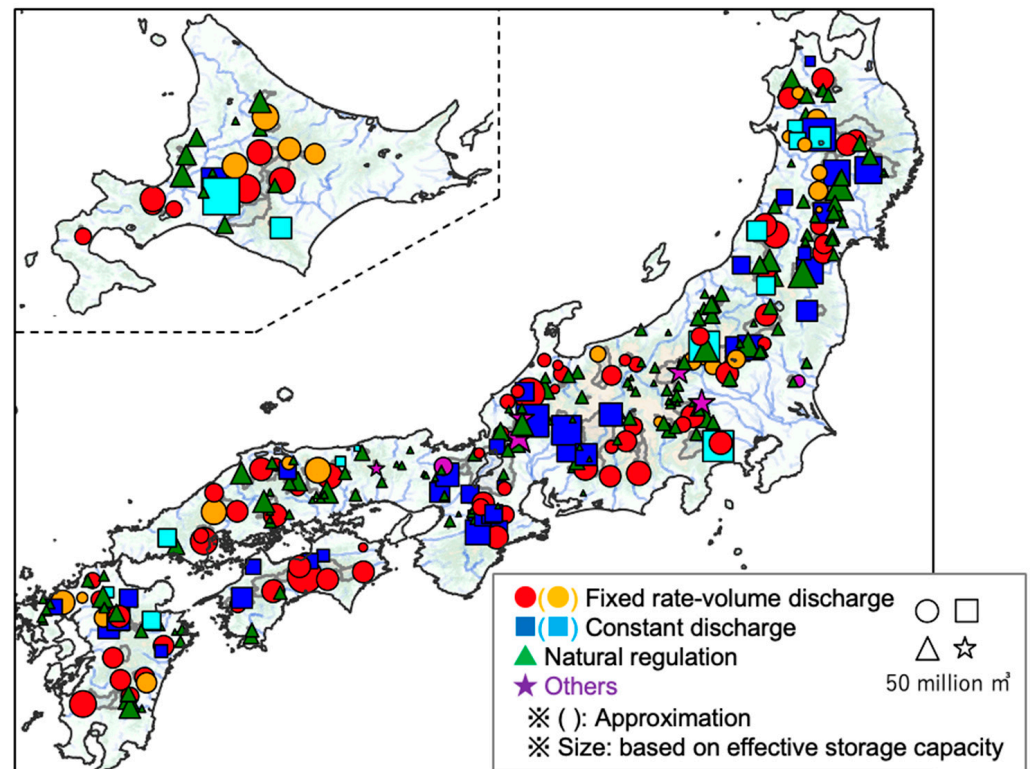 ( ) Fixed rate-volume discharge
( ) Constant discharge
Natural regulation
Others
50 million ㎥
※ ( ): Approximation
※ Size: based on effective storage capacity